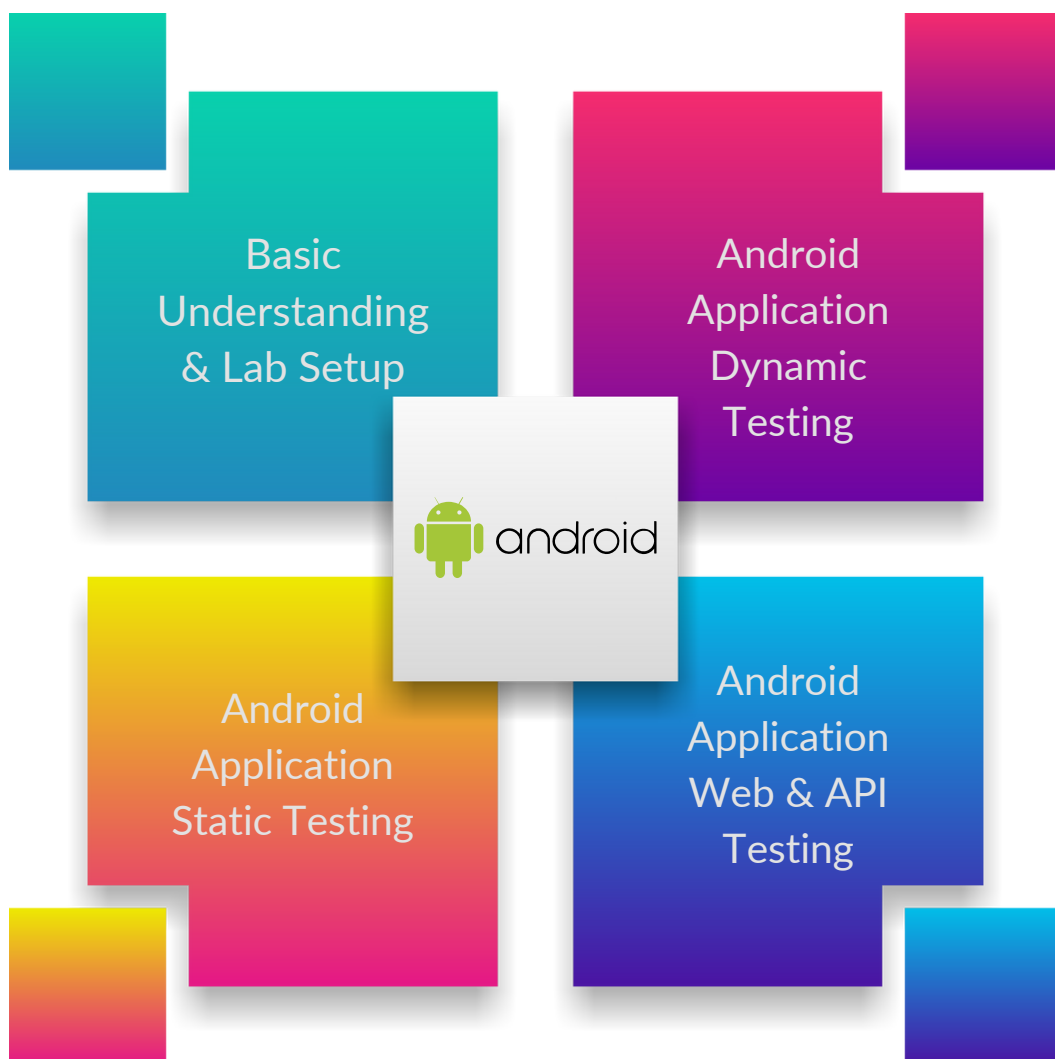 Basic
Understanding
& Lab Setup
Android
Application
Dynamic
Testing
android
Android
Application
Static Testing
Android
Application
Web & API
Testing